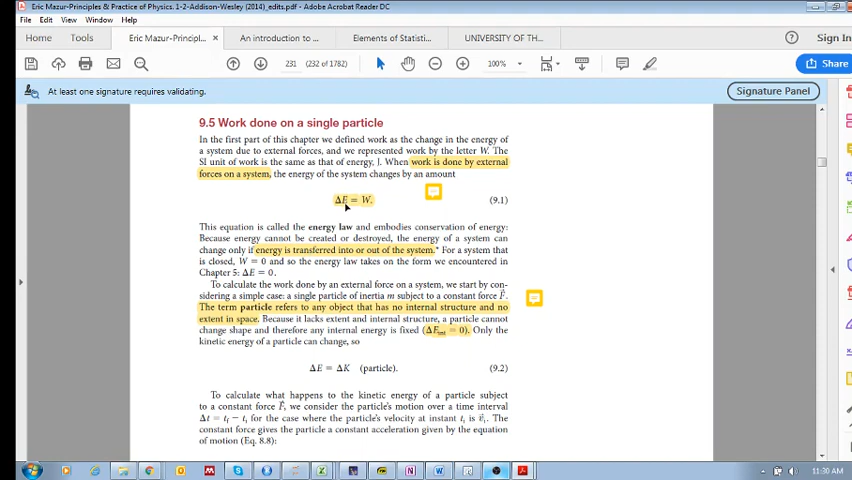 Eric Mazur-Principles & Practice of Physics. 1-2-Addison-Wesley (2014)_edits.pdf - Adobe Acrobat Reader DC
File Edit View Window Help
Home Tools Eric Mazur-Principl... × An introduction to ... Elements of Statisti... UNIVERSITY OF TH... Sign In
231 (232 of 1782) 100% Share
At least one signature requires validating. Signature Panel
9.5 Work done on a single particle
In the first part of this chapter we defined work as the change in the energy of
a system due to external forces, and we represented work by the letter W. The
SI unit of work is the same as that of energy, J. When work is done by external
forces on a system, the energy of the system changes by an amount
ΔE = W. (9.1)
This equation is called the energy law and embodies conservation of energy:
Because energy cannot be created or destroyed, the energy of a system can
change only if energy is transferred into or out of the system.* For a system that
is closed, W = 0 and so the energy law takes on the form we encountered in
Chapter 5: ΔE = 0.
To calculate the work done by an external force on a system, we start by con-
sidering a simple case: a single particle of inertia m subject to a constant force F⃗.
The term particle refers to any object that has no internal structure and no
extent in space. Because it lacks extent and internal structure, a particle cannot
change shape and therefore any internal energy is fixed (ΔE_int = 0). Only the
kinetic energy of a particle can change, so
ΔE = ΔK (particle). (9.2)
To calculate what happens to the kinetic energy of a particle subject
to a constant force F⃗, we consider the particle's motion over a time interval
Δt = t_f − t_i for the case where the particle's velocity at instant t_i is v⃗_i. The
constant force gives the particle a constant acceleration given by the equation
of motion (Eq. 8.8):
11:30 AM